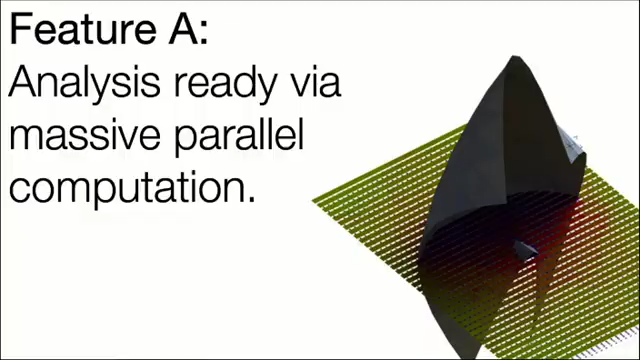 Feature A:
Analysis ready via
massive parallel
computation.